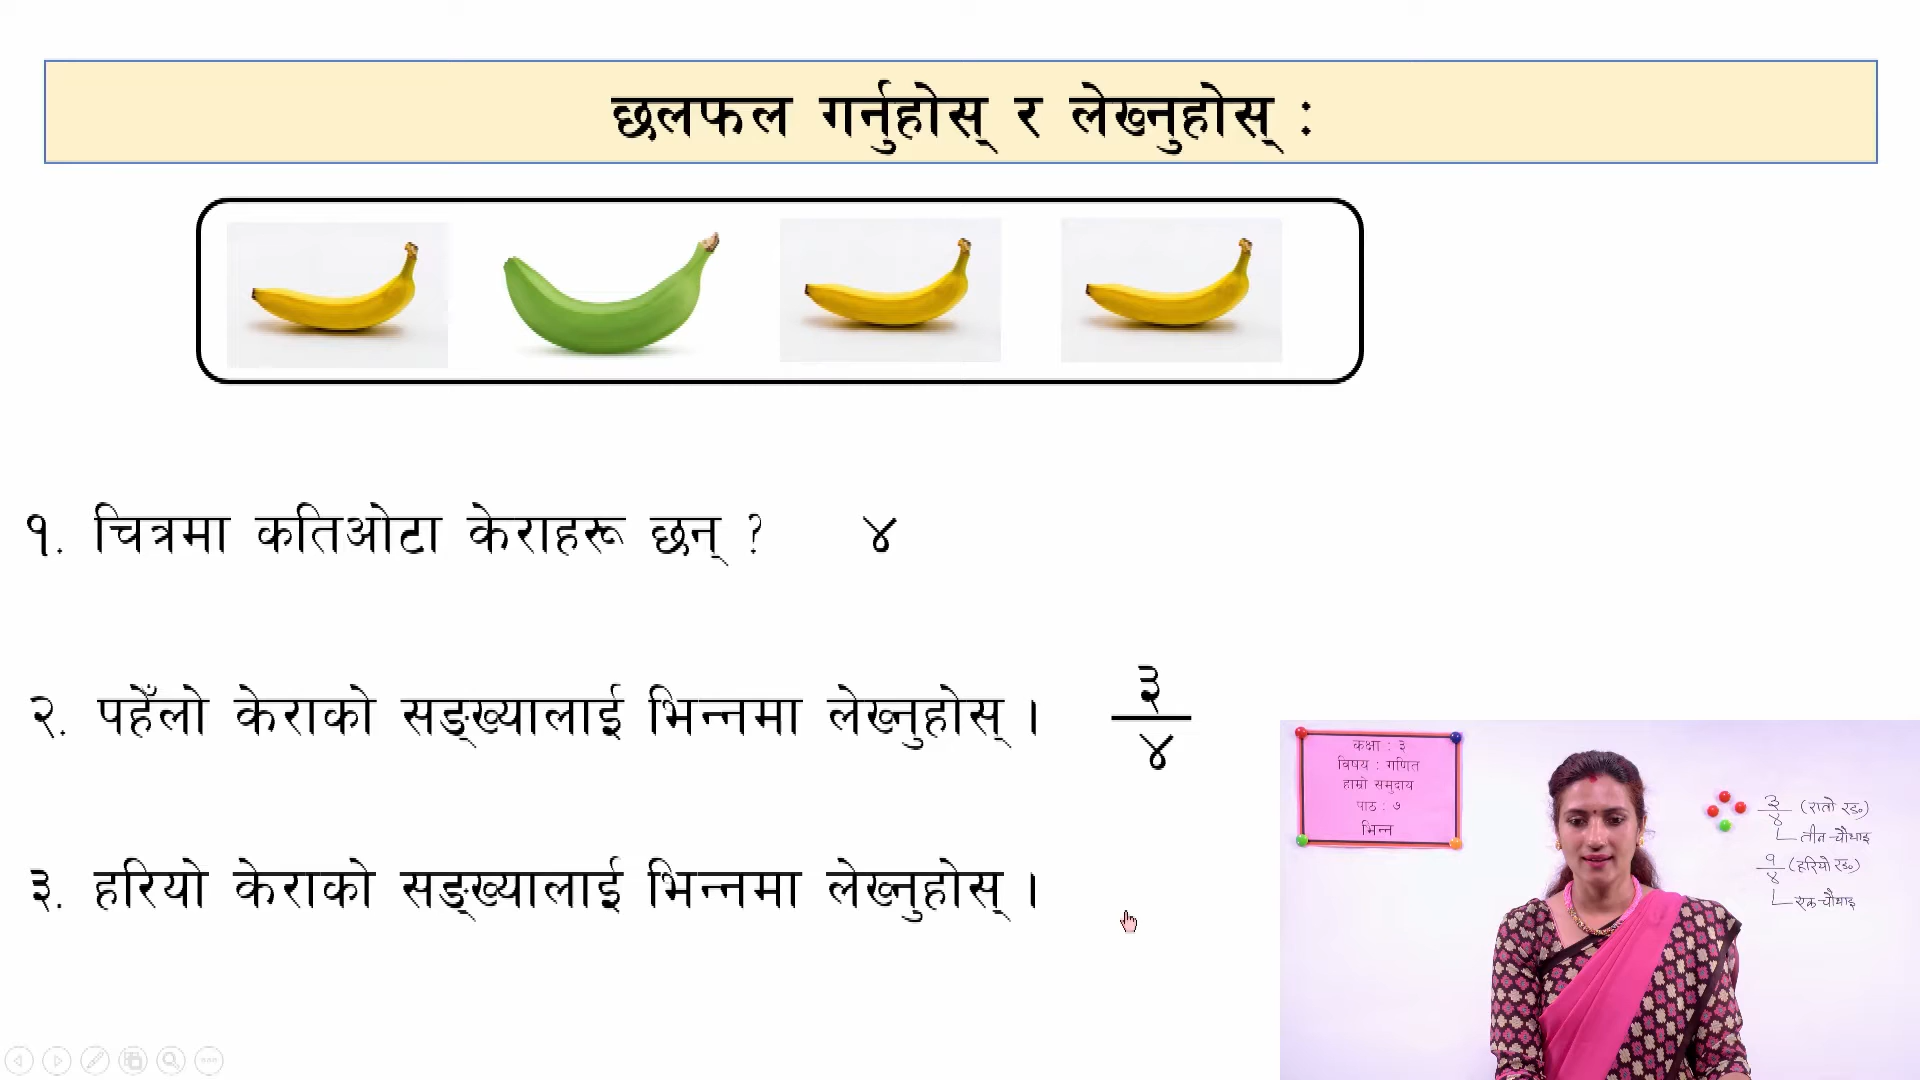 छलफल गर्नुहोस् र लेख्नुहोस् :
१. चित्रमा कतिओटा केराहरू छन् ? ४
२. पहेँलो केराको सङ्ख्यालाई भिन्नमा लेख्नुहोस् । ३/४
३. हरियो केराको सङ्ख्यालाई भिन्नमा लेख्नुहोस् ।
कक्षा : ३
विषय : गणित
हाम्रो समुदाय
पाठ : ७
भिन्न
३/४ (रातो रङ)
तीन-चौथाइ
१/४ (हरियो रङ)
एक-चौथाइ